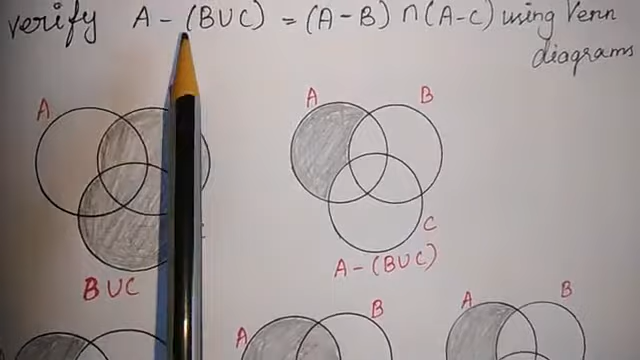 verify A - (B∪C) = (A-B) ∩ (A-C) using Venn
diagrams
A
A B
C
B∪C
A-(B∪C)
A B
A B